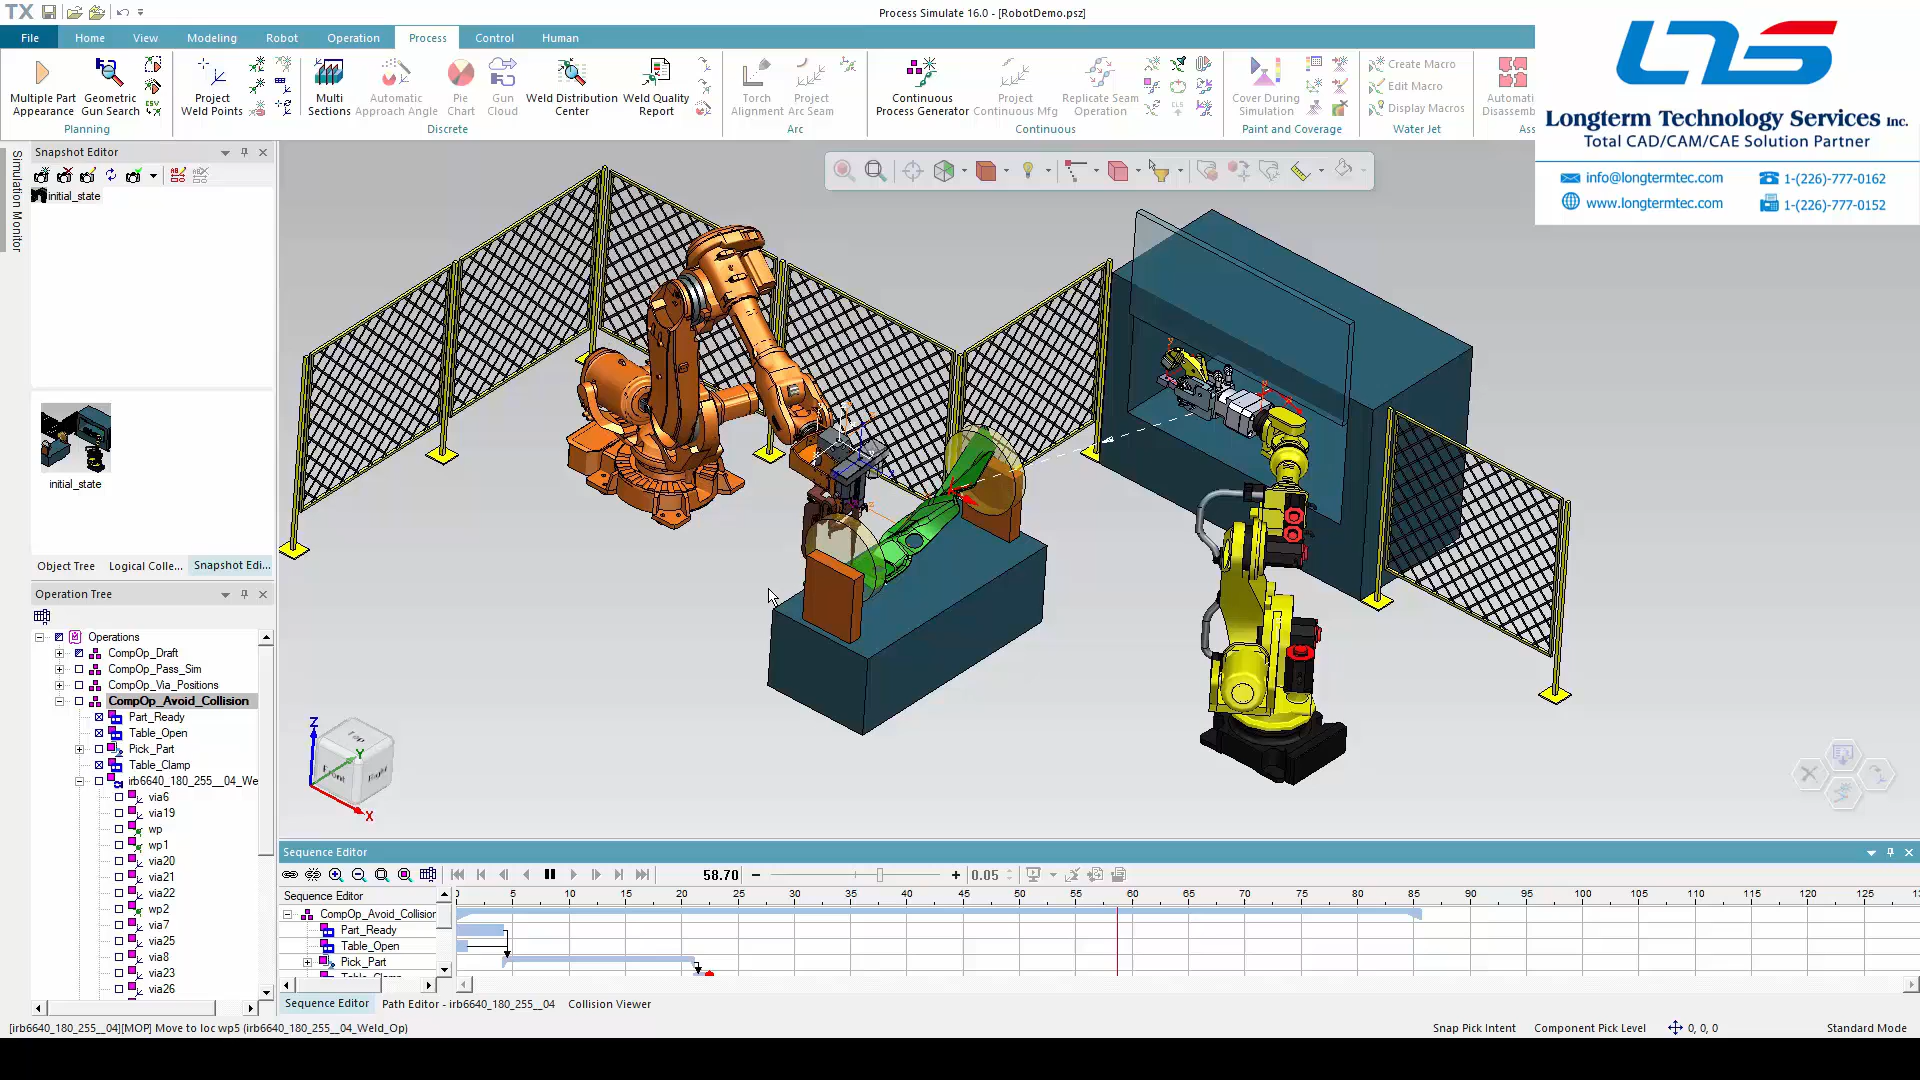 TX
Process Simulate 16.0 - [RobotDemo.psz]
File Home View Modeling Robot Operation Process Control Human
Multiple Part Appearance
Geometric Gun Search
CSV
Planning
Project Weld Points
Multi Sections
Automatic Approach Angle
Pie Chart
Gun Cloud
Weld Distribution Center
Weld Quality Report
Discrete
Torch Alignment
Project Arc Seam
Arc
Continuous Process Generator
Project Continuous Mfg
Replicate Seam Operation
CLS
Continuous
Cover During Simulation
Paint and Coverage
Create Macro
Edit Macro
Display Macros
Water Jet
Automati
Disassemb
Ass
LTS
Longterm Technology Services Inc.
Total CAD/CAM/CAE Solution Partner
info@longtermtec.com 1-(226)-777-0162
www.longtermtec.com 1-(226)-777-0152
Simulation Monitor
Snapshot Editor
initial_state
initial_state
Object Tree Logical Colle... Snapshot Edi...
Operation Tree
Operations
CompOp_Draft
CompOp_Pass_Sim
CompOp_Via_Positions
CompOp_Avoid_Collision
Part_Ready
Table_Open
Pick_Part
Table_Clamp
irb6640_180_255__04_We
via6
via19
wp
wp1
via20
via21
via22
wp2
via7
via25
via8
via23
via26
Z
Y
X
Top
Front
Right
Sequence Editor
58.70 0.05
Sequence Editor
5 10 15 20 25 30 35 40 45 50 55 60 65 70 75 80 85 90 95 100 105 110 115 120 125
CompOp_Avoid_Collisior
Part_Ready
Table_Open
Pick_Part
Sequence Editor Path Editor - irb6640_180_255__04 Collision Viewer
[irb6640_180_255__04][MOP] Move to loc wp5 (irb6640_180_255__04_Weld_Op)
Snap Pick Intent Component Pick Level 0, 0, 0 Standard Mode